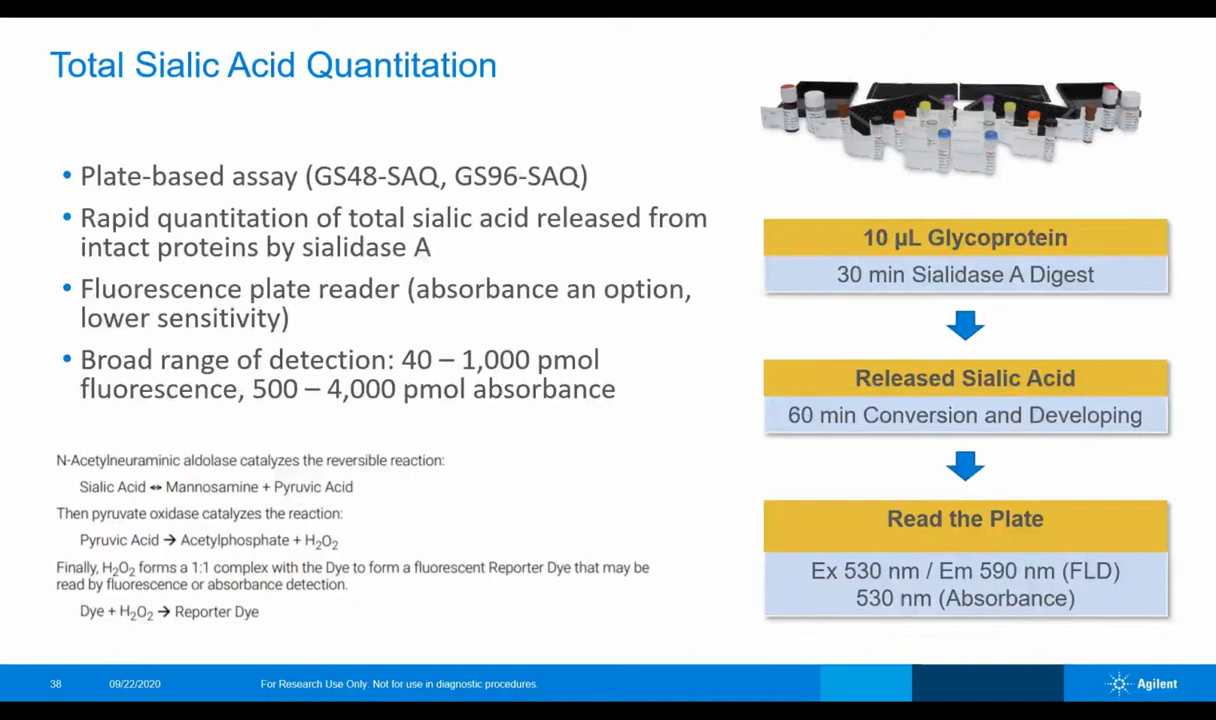 Total Sialic Acid Quantitation
• Plate-based assay (GS48-SAQ, GS96-SAQ)
• Rapid quantitation of total sialic acid released from
intact proteins by sialidase A
• Fluorescence plate reader (absorbance an option,
lower sensitivity)
• Broad range of detection: 40 – 1,000 pmol
fluorescence, 500 – 4,000 pmol absorbance
N-Acetylneuraminic aldolase catalyzes the reversible reaction:
Sialic Acid ⇔ Mannosamine + Pyruvic Acid
Then pyruvate oxidase catalyzes the reaction:
Pyruvic Acid → Acetylphosphate + H₂O₂
Finally, H₂O₂ forms a 1:1 complex with the Dye to form a fluorescent Reporter Dye that may be
read by fluorescence or absorbance detection.
Dye + H₂O₂ → Reporter Dye
10 µL Glycoprotein
30 min Sialidase A Digest
Released Sialic Acid
60 min Conversion and Developing
Read the Plate
Ex 530 nm / Em 590 nm (FLD)
530 nm (Absorbance)
38
09/22/2020
For Research Use Only. Not for use in diagnostic procedures.
Agilent